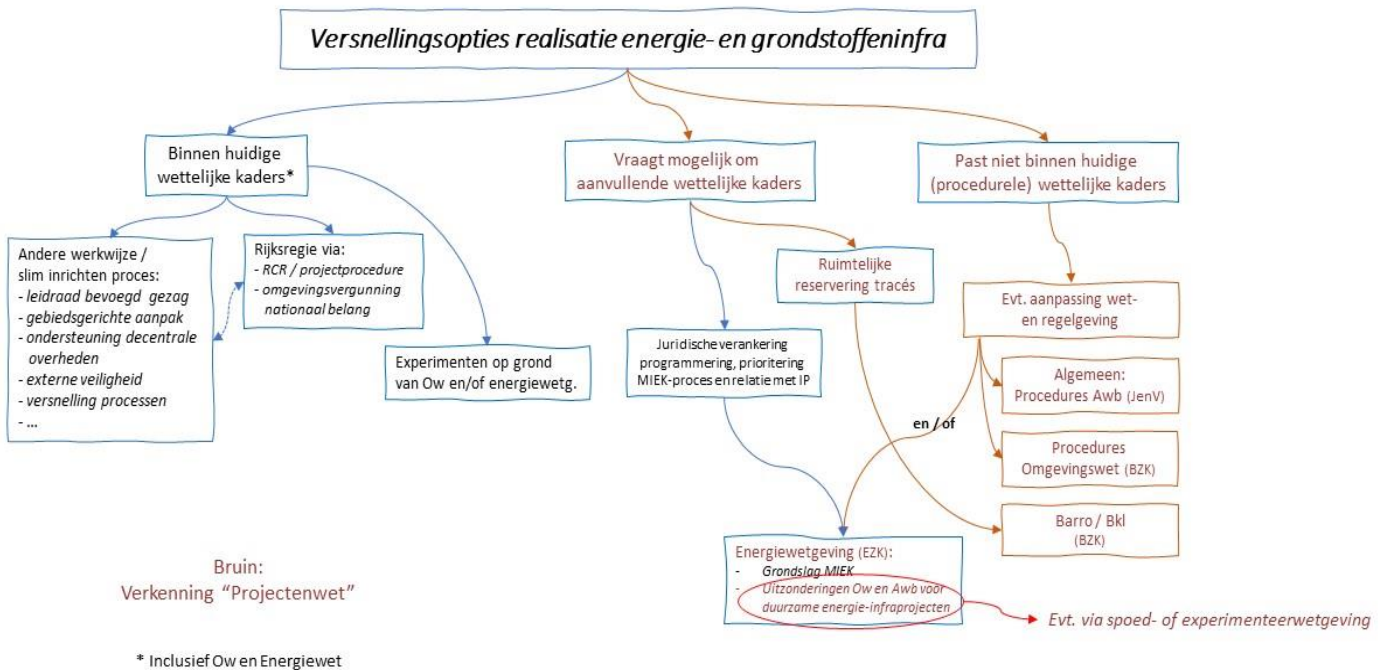 Versnellingsopties realisatie energie- en grondstoffeninfra
Binnen huidige
wettelijke kaders*
Vraagt mogelijk om
aanvullende wettelijke kaders
Past niet binnen huidige
(procedurele) wettelijke kaders
Andere werkwijze /
slim inrichten proces:
- leidraad bevoegd gezag
- gebiedsgerichte aanpak
- ondersteuning decentrale
overheden
- externe veiligheid
- versnelling processen
- ...
Rijksregie via:
- RCR / projectprocedure
- omgevingsvergunning
nationaal belang
Experimenten op grond
van Ow en/of energiewetg.
Ruimtelijke
reservering tracés
Juridische verankering
programmering, prioritering
MIEK-proces en relatie met IP
Evt. aanpassing wet-
en regelgeving
Algemeen:
Procedures Awb (JenV)
en / of
Procedures
Omgevingswet (BZK)
Barro / Bkl
(BZK)
Energiewetgeving (EZK):
- Grondslag MIEK
- Uitzonderingen Ow en Awb voor
duurzame energie-infraprojecten
Evt. via spoed- of experimenteerwetgeving
Bruin:
Verkenning “Projectenwet”
* Inclusief Ow en Energiewet